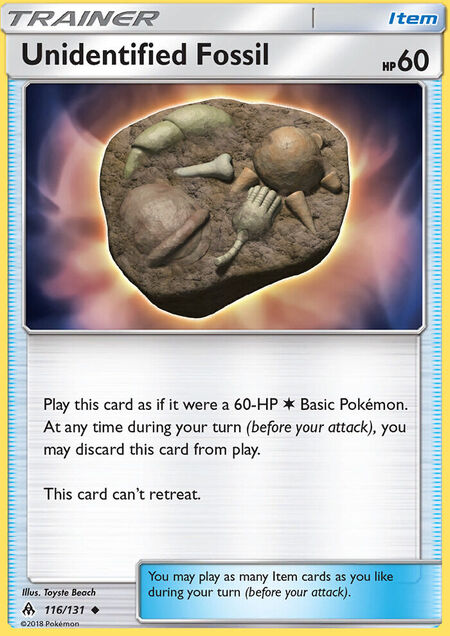 TRAINER
Item
Unidentified Fossil
HP60
Play this card as if it were a 60-HP Basic Pokémon.
At any time during your turn (before your attack), you
may discard this card from play.
This card can't retreat.
You may play as many Item cards as you like
during your turn (before your attack).
Illus. Toyste Beach
116/131
©2018 Pokémon